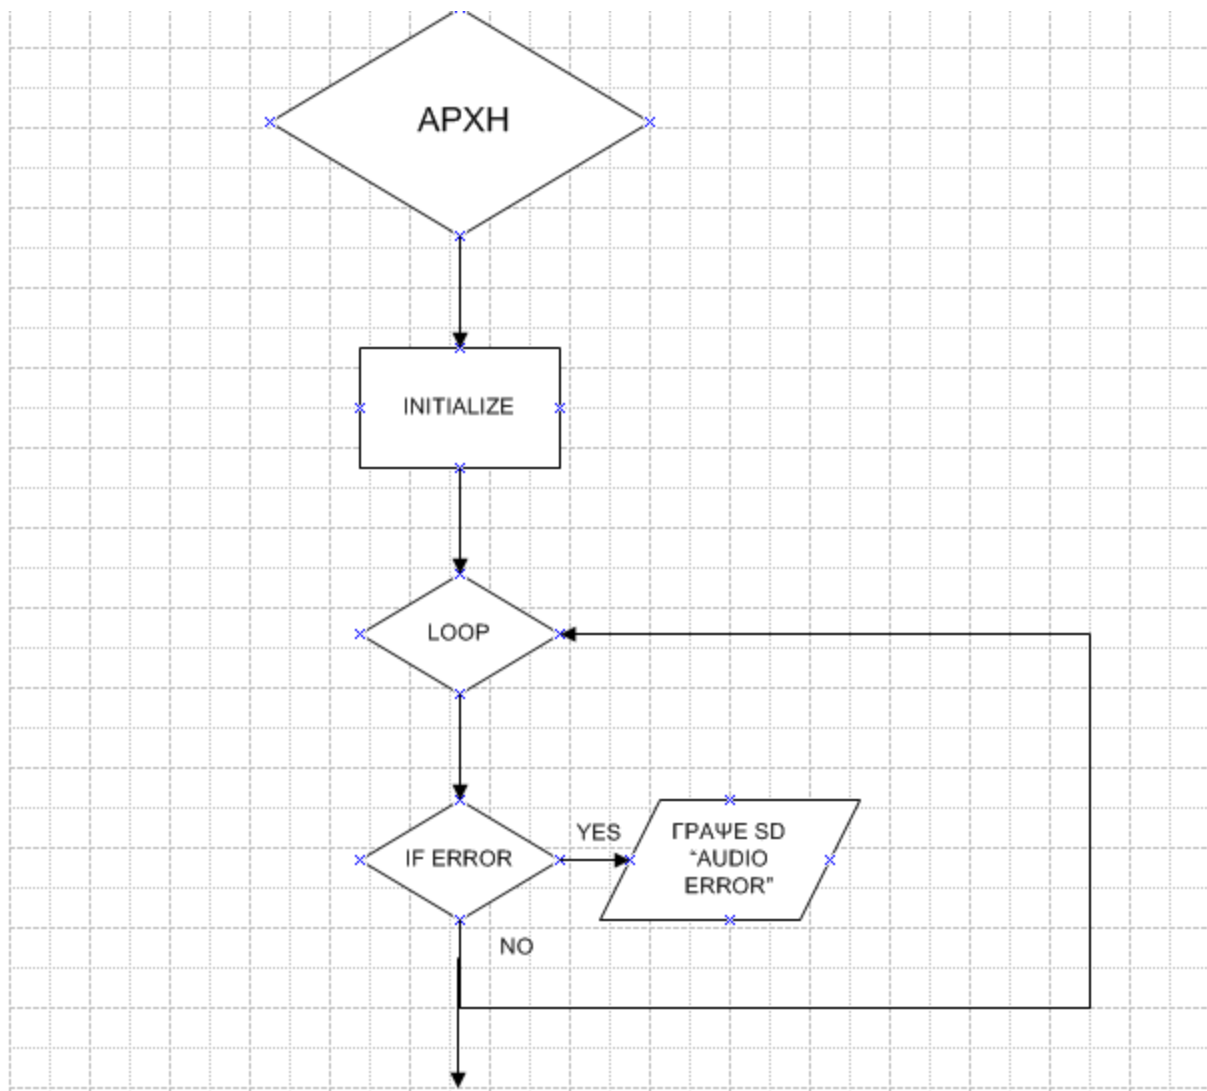 ΑΡΧΗ
INITIALIZE
LOOP
IF ERROR
YES
ΓΡΑΨΕ SD
“AUDIO
ERROR”
NO